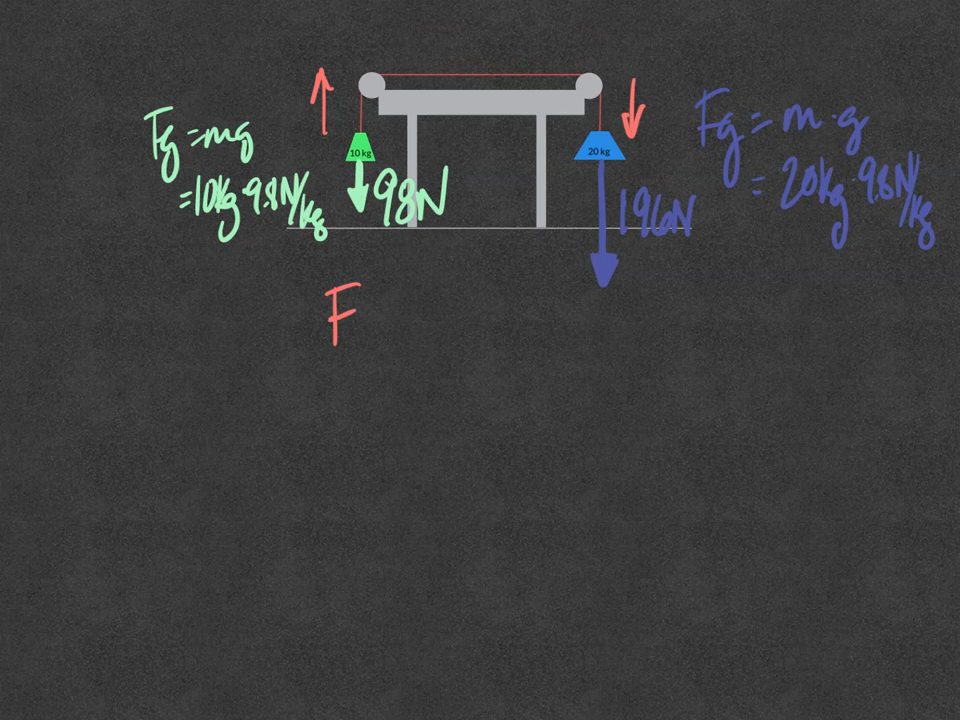 Fg = mg
= 10kg 9.8N/kg
10 kg
98N
20 kg
196N
Fg = m · g
= 20kg · 9.8N/kg
F